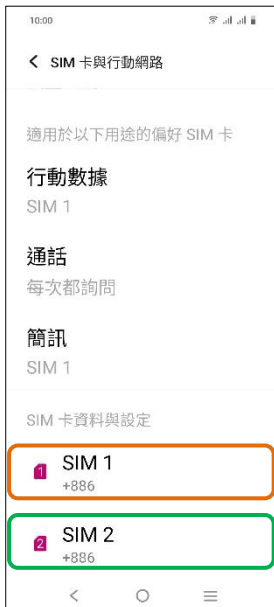 10:00
SIM 卡與行動網路
適用於以下用途的偏好 SIM 卡
行動數據
SIM 1
通話
每次都詢問
簡訊
SIM 1
SIM 卡資料與設定
1 SIM 1
+886
2 SIM 2
+886